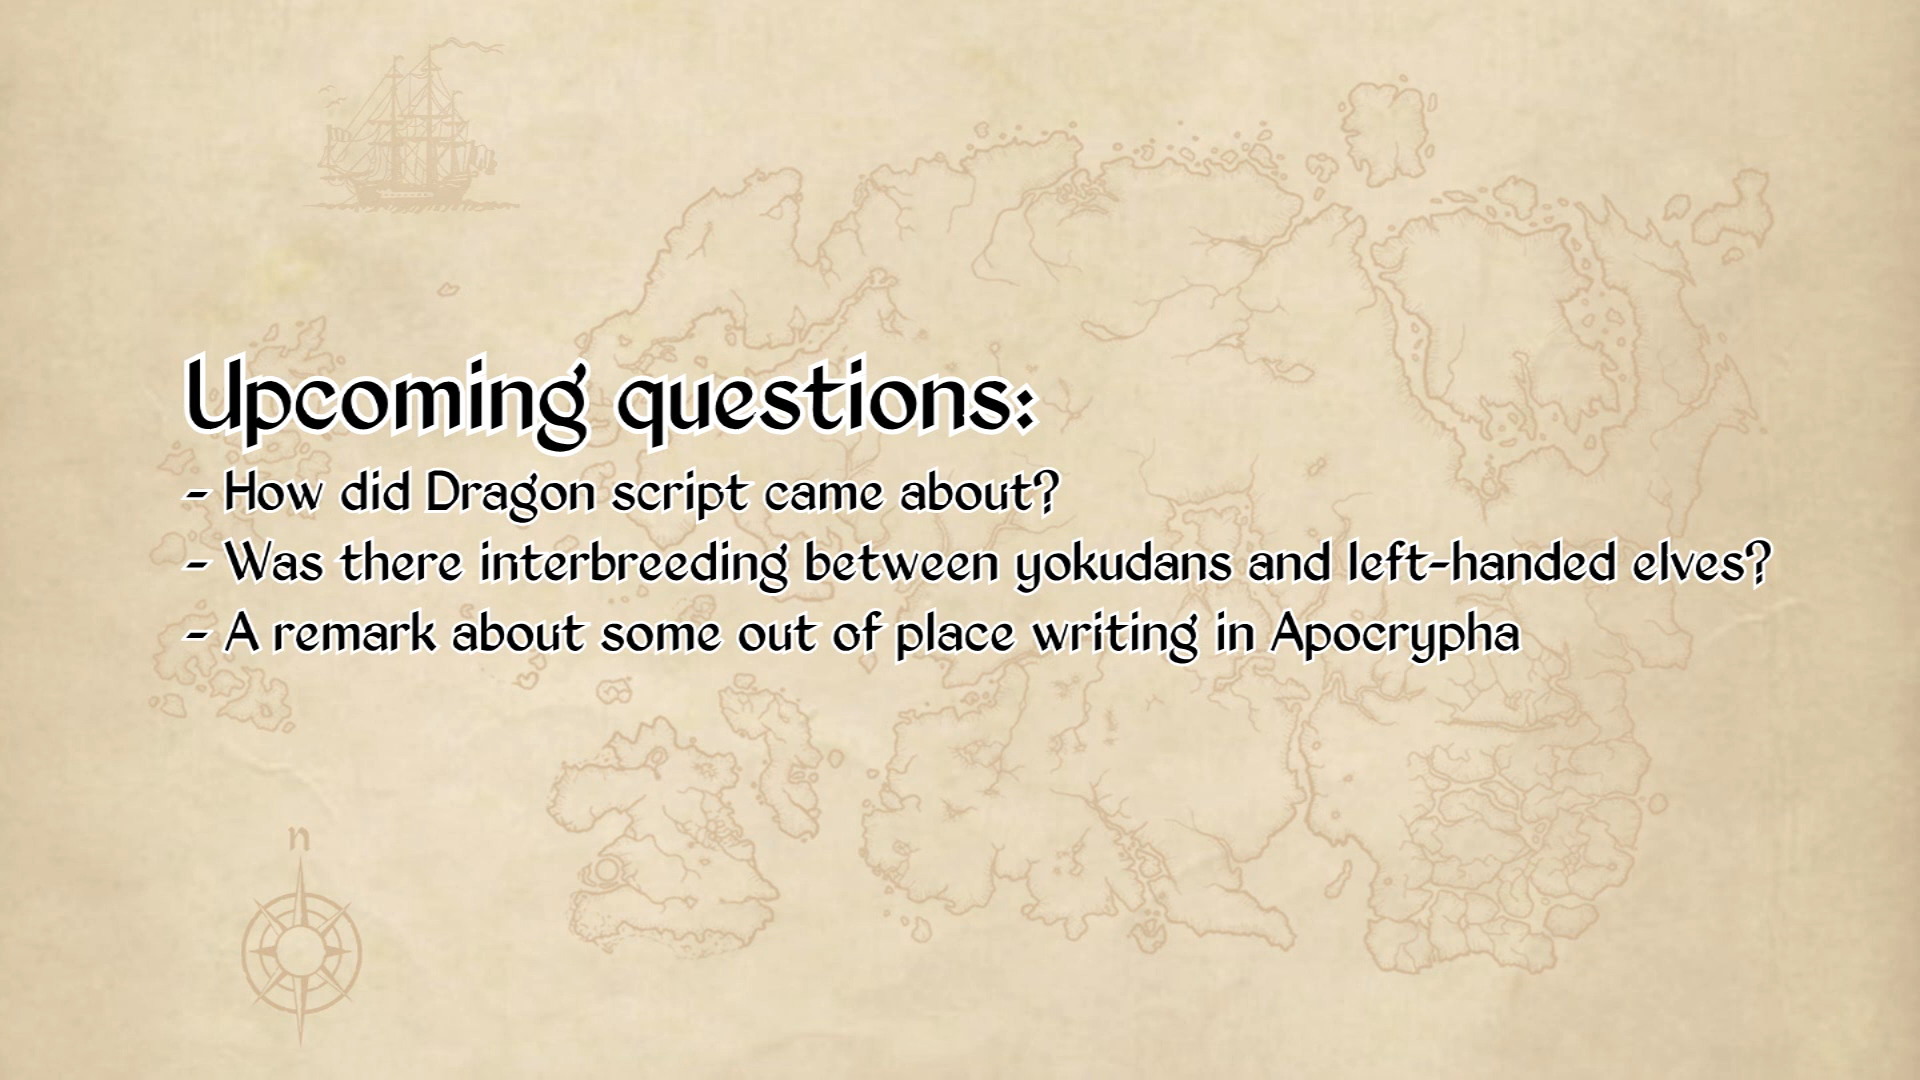 Upcoming questions:
- How did Dragon script came about?
- Was there interbreeding between yokudans and left-handed elves?
- A remark about some out of place writing in Apocrypha
n